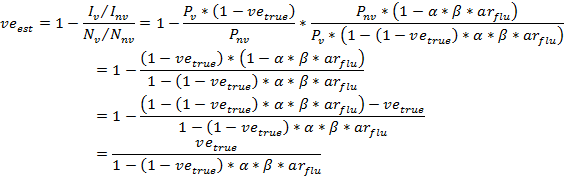 ve_est = 1 − (I_v/I_nv)/(N_v/N_nv) = 1 − (P_v * (1 − ve_true))/P_nv * (P_nv * (1 − α * β * ar_flu))/(P_v * (1 − (1 − ve_true) * α * β * ar_flu))
= 1 − ((1 − ve_true) * (1 − α * β * ar_flu))/(1 − (1 − ve_true) * α * β * ar_flu)
= 1 − ((1 − (1 − ve_true) * α * β * ar_flu) − ve_true)/(1 − (1 − ve_true) * α * β * ar_flu)
= ve_true/(1 − (1 − ve_true) * α * β * ar_flu)